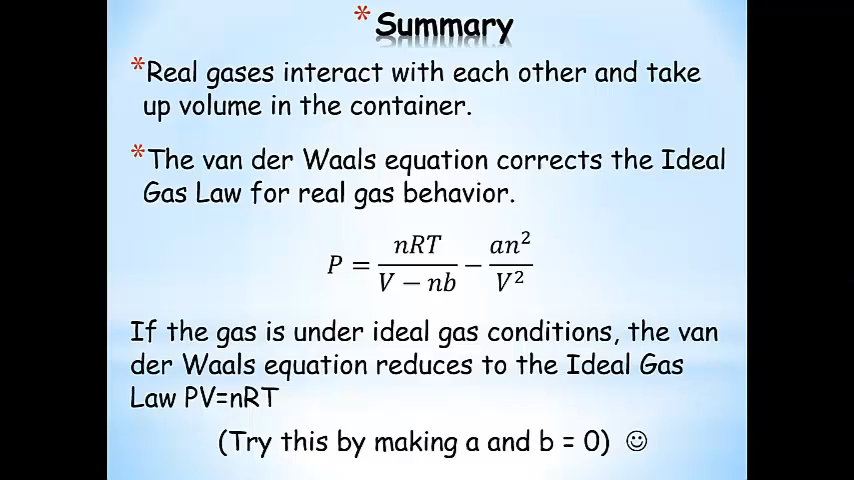 * Summary
*Real gases interact with each other and take
up volume in the container.
*The van der Waals equation corrects the Ideal
Gas Law for real gas behavior.
P = nRT/(V − nb) − an²/V²
If the gas is under ideal gas conditions, the van
der Waals equation reduces to the Ideal Gas
Law PV=nRT
(Try this by making a and b = 0) ☺